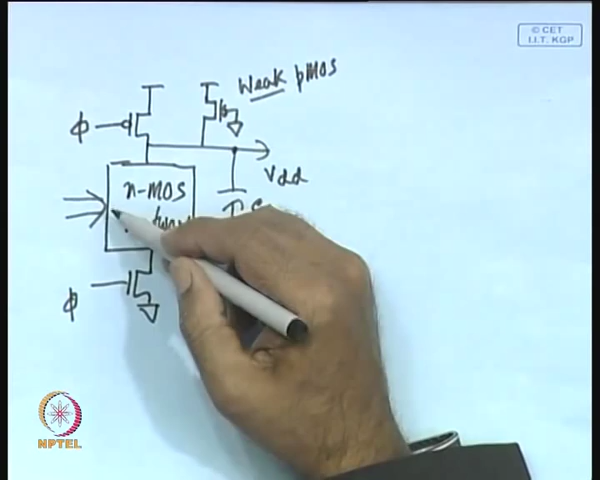 © CET
I.I.T. KGP
Weak pMOS
ϕ
Vdd
n-MOS
ϕ
NPTEL